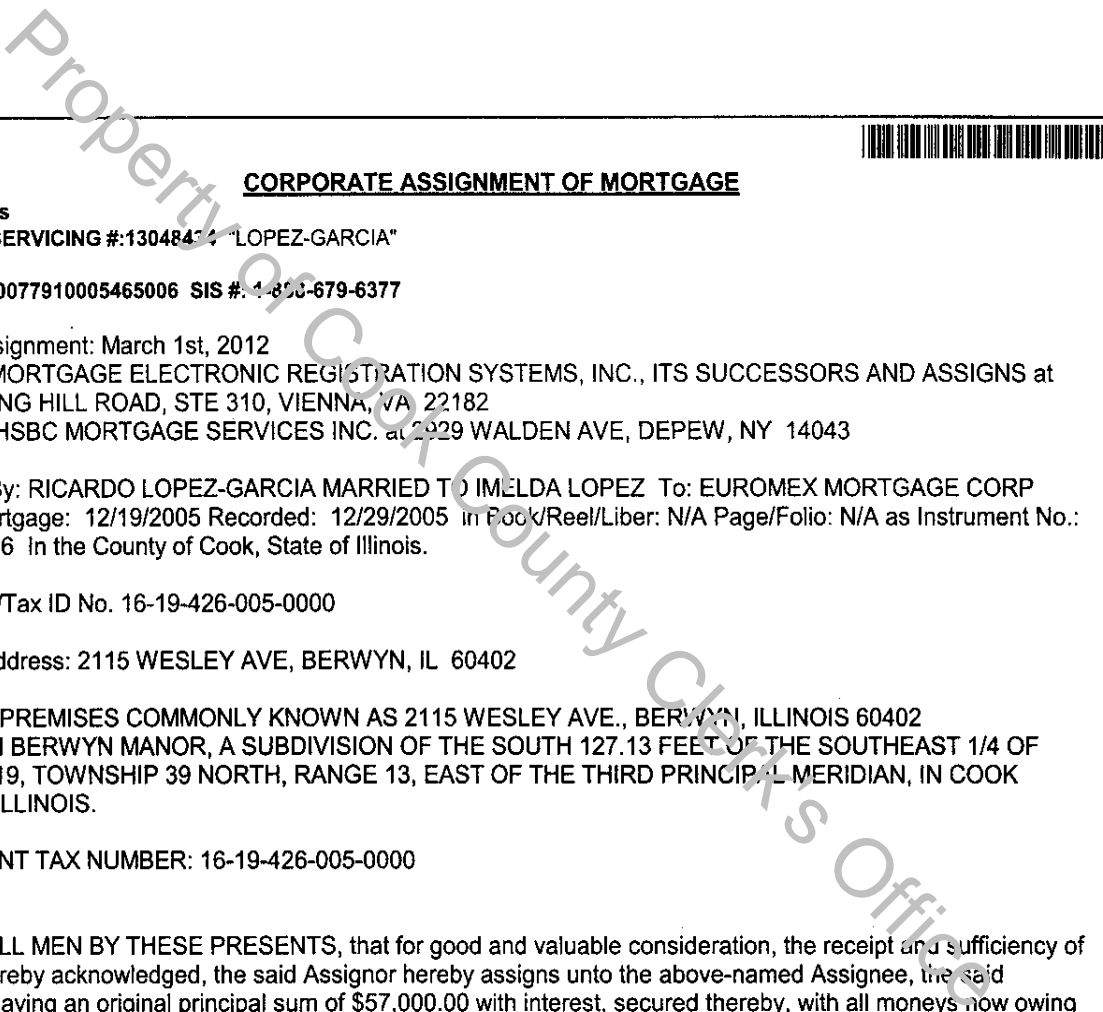 Property of Cook County Clerk's Office
CORPORATE ASSIGNMENT OF MORTGAGE
s
SERVICING #: "LOPEZ-GARCIA"
0077910005465006 SIS #: 679-6377
signment: March 1st, 2012
MORTGAGE ELECTRONIC REGISTRATION SYSTEMS, INC., ITS SUCCESSORS AND ASSIGNS at
NG HILL ROAD, STE 310, VIENNA, VA 22182
HSBC MORTGAGE SERVICES INC. at 2929 WALDEN AVE, DEPEW, NY 14043
By: RICARDO LOPEZ-GARCIA MARRIED TO IMELDA LOPEZ To: EUROMEX MORTGAGE CORP
rtgage: 12/19/2005 Recorded: 12/29/2005 in Book/Reel/Liber: N/A Page/Folio: N/A as Instrument No.:
6 In the County of Cook, State of Illinois.
/Tax ID No. 16-19-426-005-0000
ddress: 2115 WESLEY AVE, BERWYN, IL 60402
PREMISES COMMONLY KNOWN AS 2115 WESLEY AVE., BERWYN, ILLINOIS 60402
BERWYN MANOR, A SUBDIVISION OF THE SOUTH 127.13 FEET OF THE SOUTHEAST 1/4 OF
19, TOWNSHIP 39 NORTH, RANGE 13, EAST OF THE THIRD PRINCIPAL MERIDIAN, IN COOK
LLINOIS.
NT TAX NUMBER: 16-19-426-005-0000
LL MEN BY THESE PRESENTS, that for good and valuable consideration, the receipt and sufficiency of
reby acknowledged, the said Assignor hereby assigns unto the above-named Assignee, the said
aving an original principal sum of $57,000.00 with interest, secured thereby, with all moneys now owing